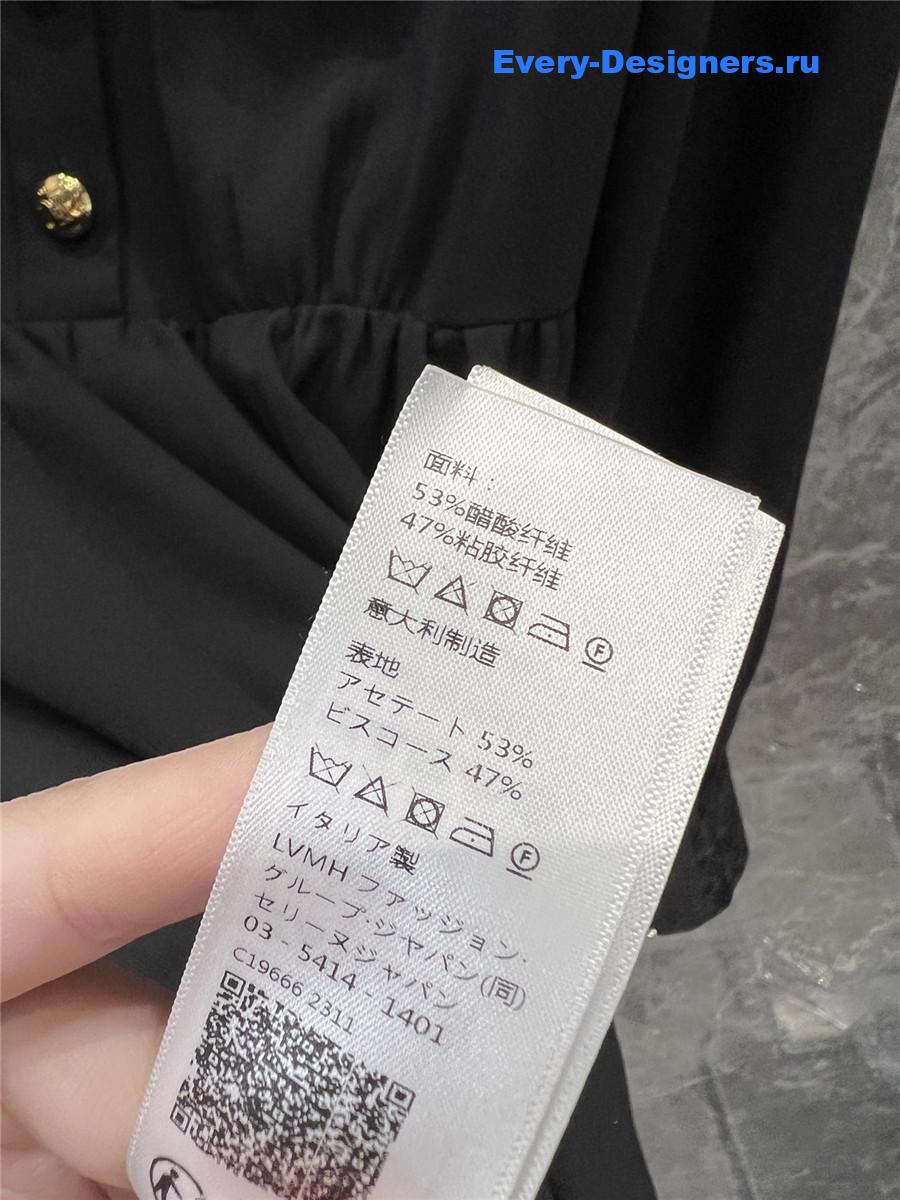 Every-Designers.ru
面料：
53%醋酸纤维
47%粘胶纤维
F
意大利制造
表地
アセテート 53%
ビスコース 47%
F
イタリア製
LVMH ファッション・
グループ・ジャパン(同)
セリーヌジャパン
03 - 5414 - 1401
C19666 2311